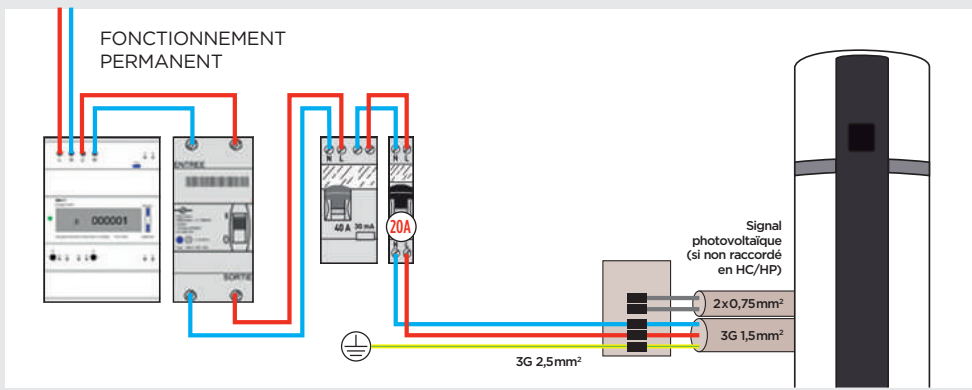 FONCTIONNEMENT
PERMANENT
ENTREE
000001
SORTIE
N L
40 A 30 mA
N L
20A
N L
Signal
photovoltaïque
(si non raccordé
en HC/HP)
2x0,75mm²
3G 1,5mm²
3G 2,5mm²